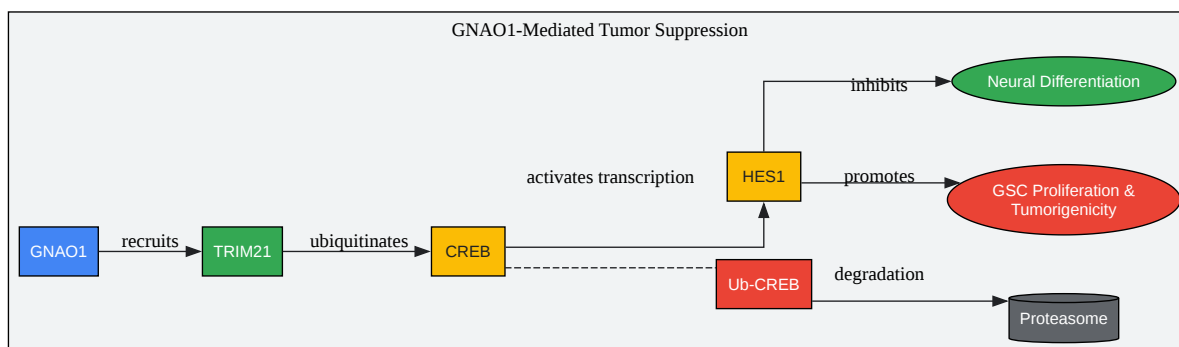 GNAO1-Mediated Tumor Suppression
inhibits
Neural Differentiation
activates transcription
HES1
promotes
GSC Proliferation &
Tumorigenicity
GNAO1
recruits
TRIM21
ubiquitinates
CREB
Ub-CREB
degradation
Proteasome